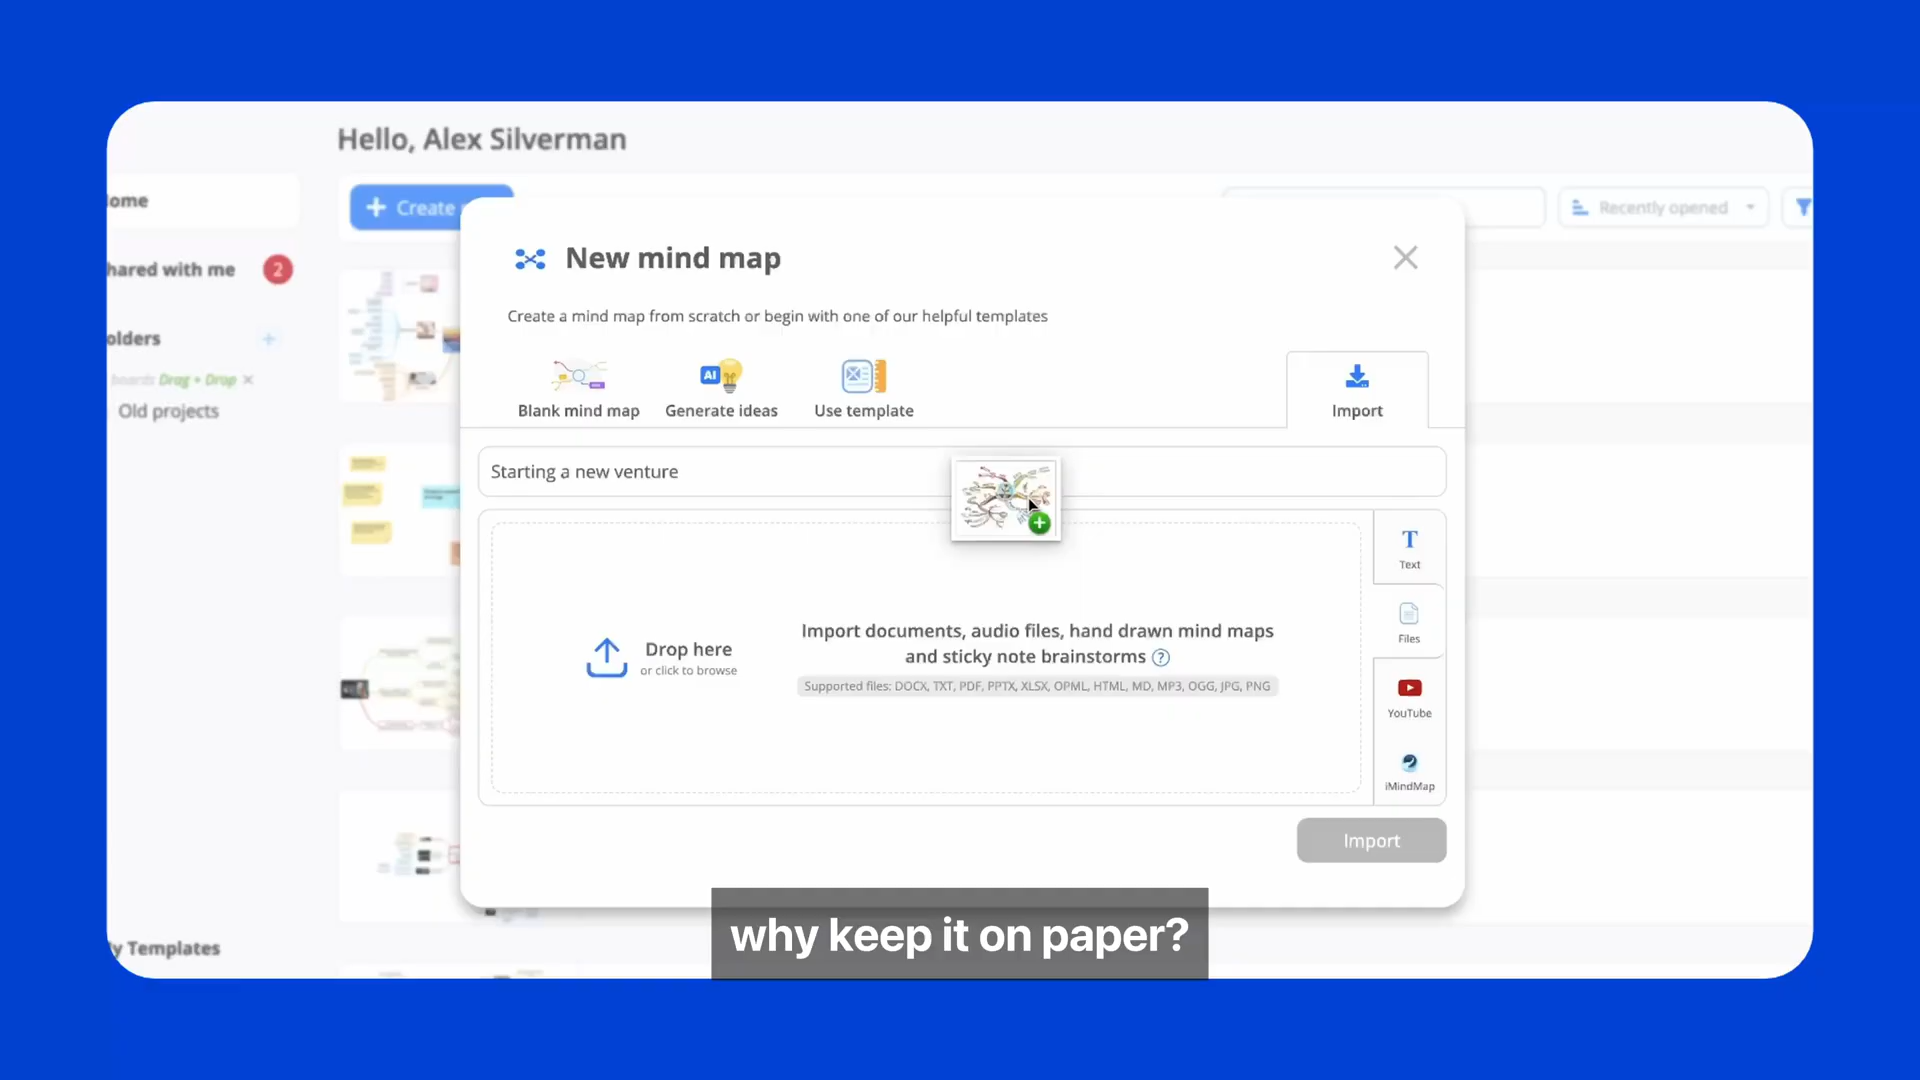 Hello, Alex Silverman
ome
Create
Recently opened
hared with me
2
olders
boards Drag + Drop
Old projects
y Templates
New mind map
Create a mind map from scratch or begin with one of our helpful templates
Blank mind map
AI
Generate ideas
Use template
Import
Starting a new venture
Drop here
or click to browse
Import documents, audio files, hand drawn mind maps
and sticky note brainstorms ?
Supported files: DOCX, TXT, PDF, PPTX, XLSX, OPML, HTML, MD, MP3, OGG, JPG, PNG
T
Text
Files
YouTube
iMindMap
Import
why keep it on paper?